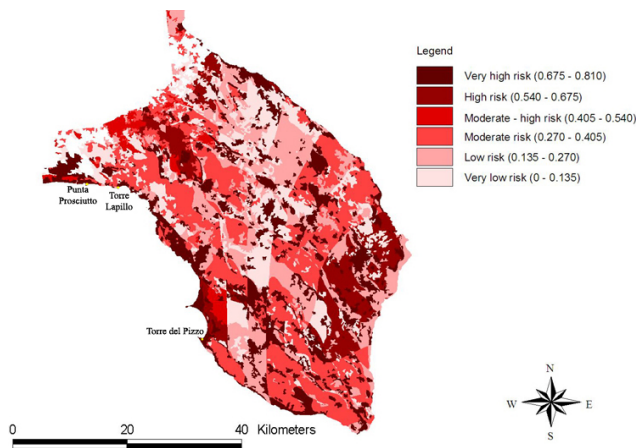 Legend
Very high risk (0.675 - 0.810)
High risk (0.540 - 0.675)
Moderate - high risk (0.405 - 0.540)
Moderate risk (0.270 - 0.405)
Low risk (0.135 - 0.270)
Very low risk (0 - 0.135)
Punta
Prosciutto
Torre
Lapillo
Torre del Pizzo
N
W E
S
0 20 40 Kilometers